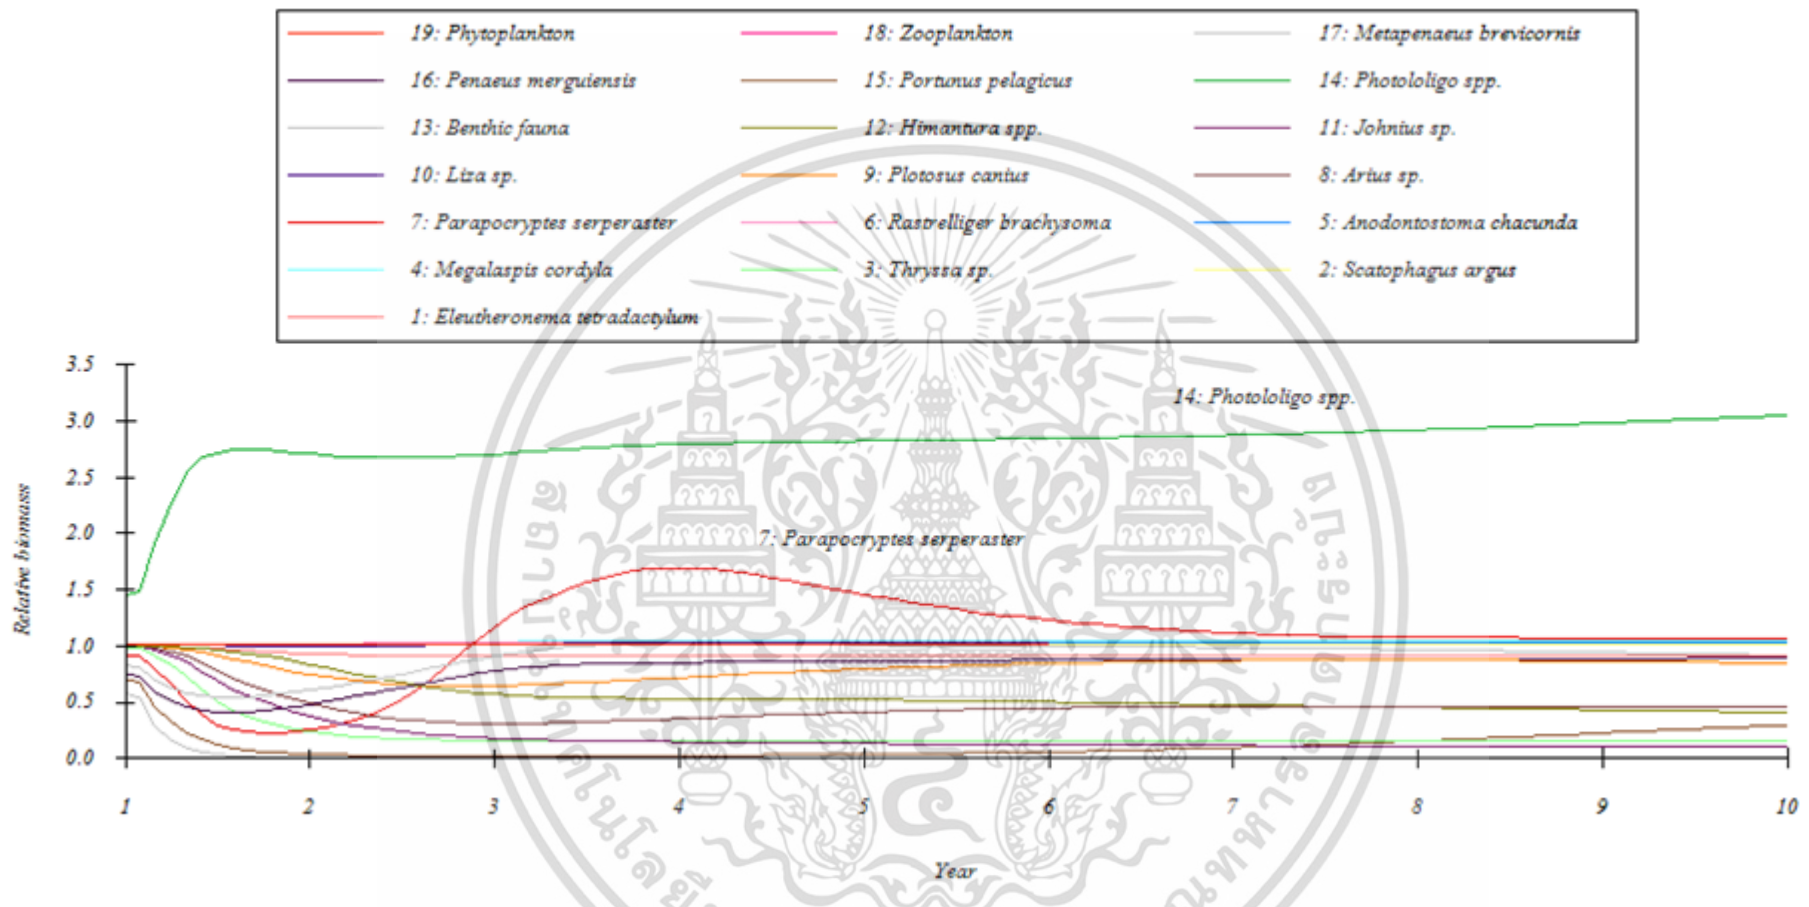 19: Phytoplankton 18: Zooplankton 17: Metapenaeus brevicornis
16: Penaeus merguiensis 15: Portunus pelagicus 14: Photololigo spp.
13: Benthic fauna 12: Himantura spp. 11: Johnius sp.
10: Liza sp. 9: Plotosus canius 8: Arius sp.
7: Parapocryptes serperaster 6: Rastrelliger brachysoma 5: Anodontostoma chacunda
4: Megalaspis cordyla 3: Thryssa sp. 2: Scatophagus argus
1: Eleutheronema tetradactylum
3.5
14: Photololigo spp.
3.0
2.5
2.0
7: Parapocryptes serperaster
1.5
1.0
0.5
0.0
Relative biomass
1 2 3 4 5 6 7 8 9 10
Year